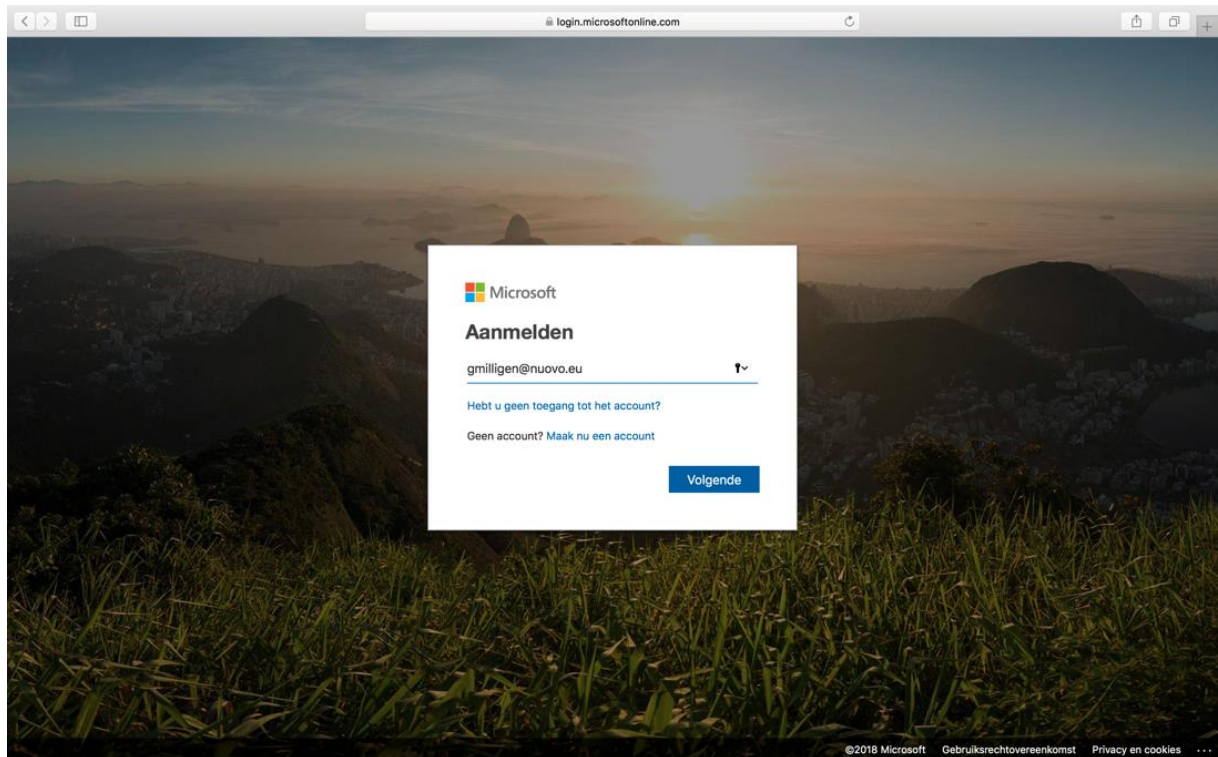 login.microsoftonline.com
Microsoft
Aanmelden
gmilligen@nuovo.eu
Hebt u geen toegang tot het account?
Geen account? Maak nu een account
Volgende
©2018 Microsoft Gebruiksrechtovereenkomst Privacy en cookies ...